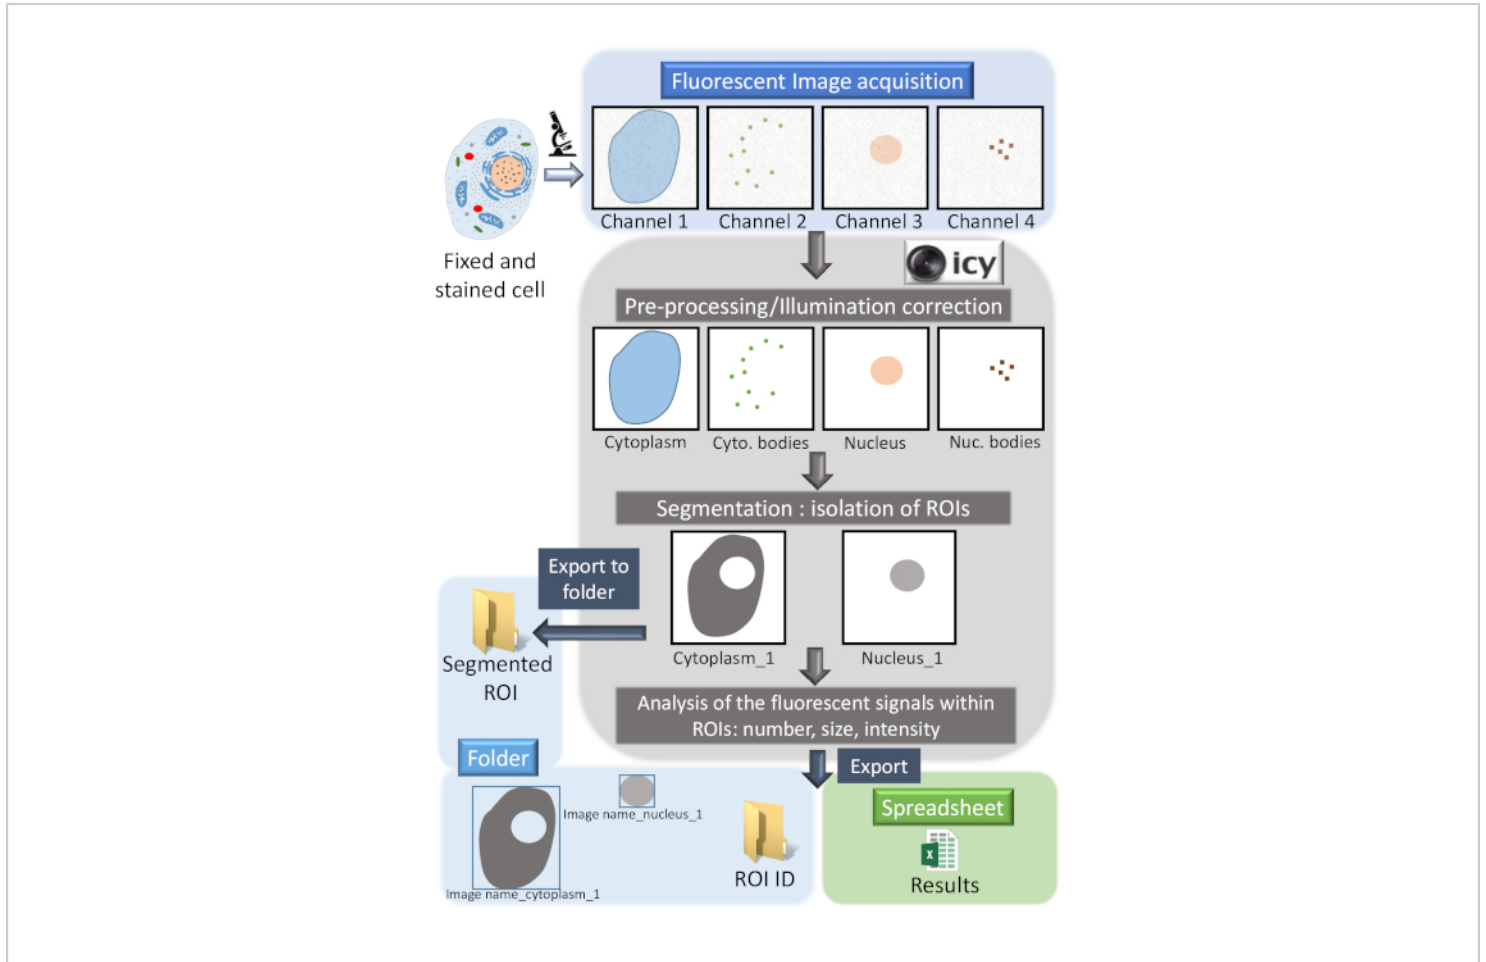 Fluorescent Image acquisition
Channel 1
Channel 2
Channel 3
Channel 4
Fixed and
stained cell
icy
Pre-processing/Illumination correction
Cytoplasm
Cyto. bodies
Nucleus
Nuc. bodies
Segmentation : isolation of ROIs
Export to
folder
Cytoplasm_1
Nucleus_1
Segmented
ROI
Analysis of the fluorescent signals within
ROIs: number, size, intensity
Folder
Export
Image name_nucleus_1
Image name_cytoplasm_1
ROI ID
Spreadsheet
X
Results